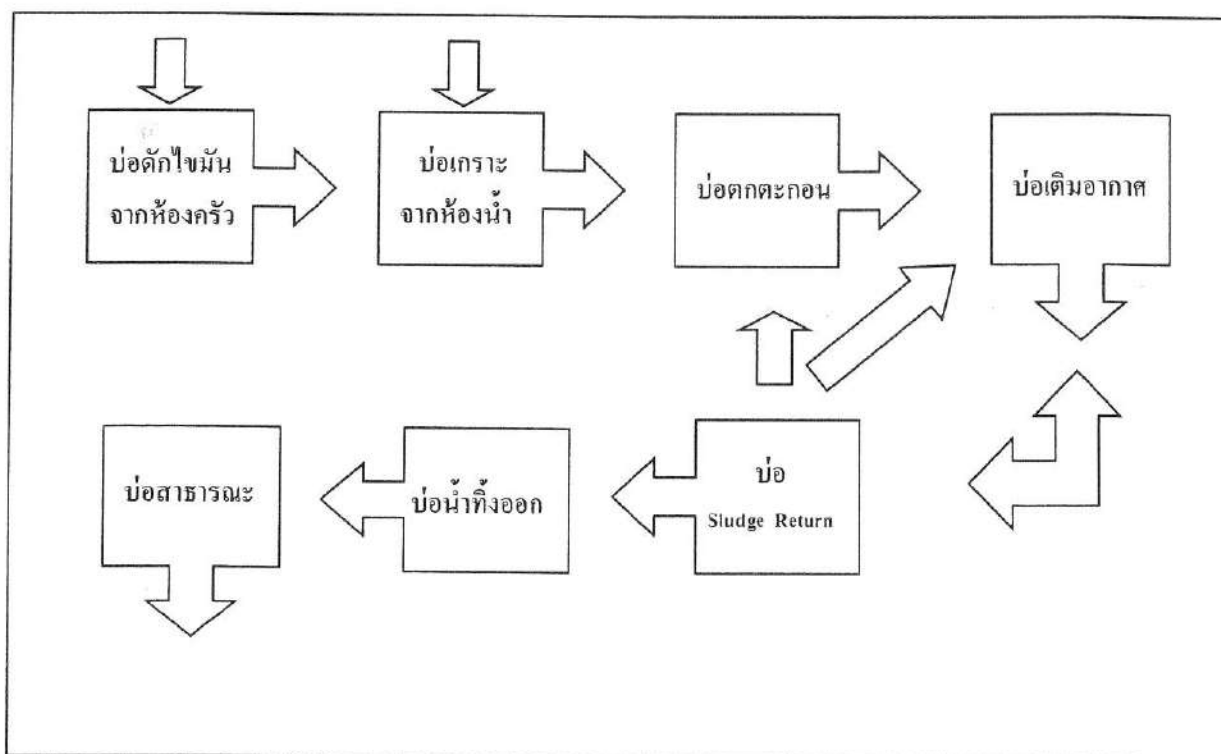 บ่อดักไขมัน
จากห้องครัว
บ่อเกราะ
จากห้องน้ำ
บ่อตกตะกอน
บ่อเติมอากาศ
บ่อสาธารณะ
บ่อน้ำทิ้งออก
บ่อ
Sludge Return